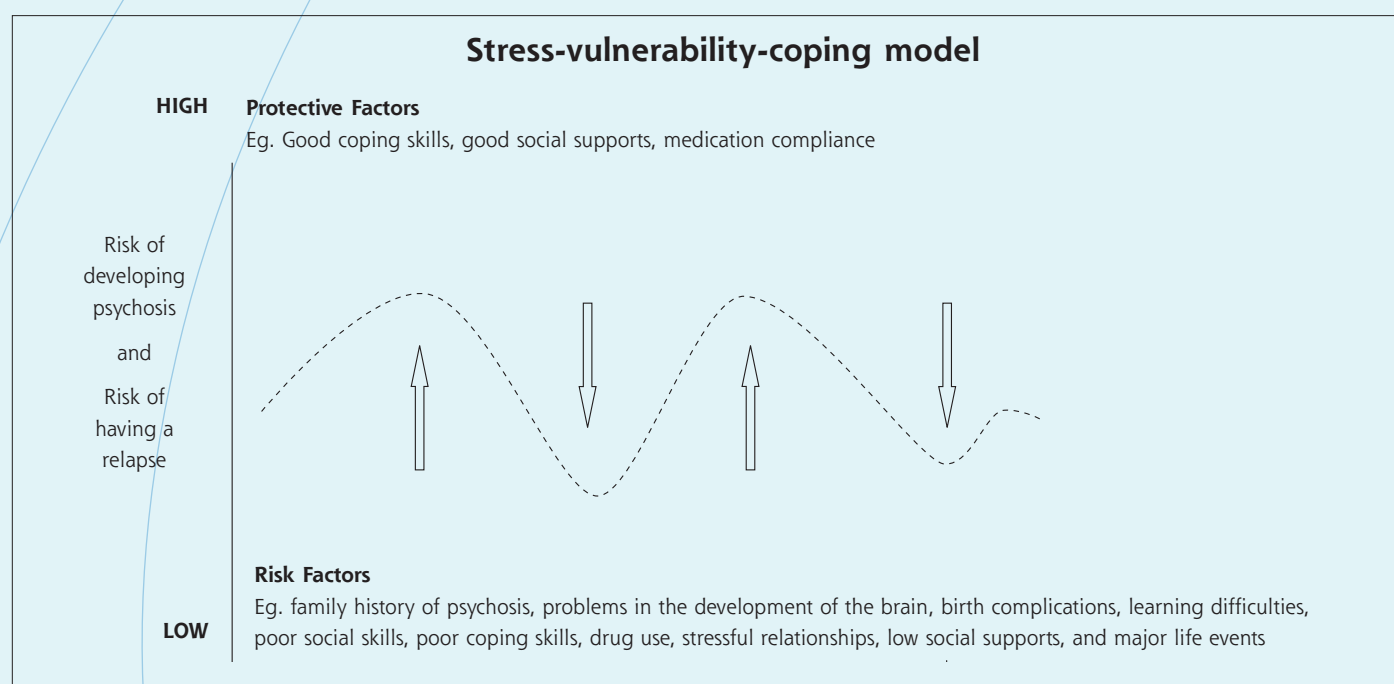 Stress-vulnerability-coping model
HIGH
Protective Factors
Eg. Good coping skills, good social supports, medication compliance
Risk of
developing
psychosis
and
Risk of
having a
relapse
Risk Factors
Eg. family history of psychosis, problems in the development of the brain, birth complications, learning difficulties,
poor social skills, poor coping skills, drug use, stressful relationships, low social supports, and major life events
LOW